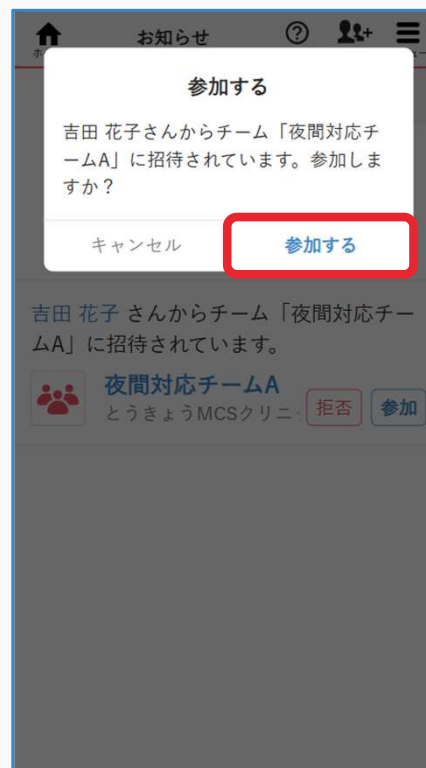 お知らせ
参加する
吉田 花子さんからチーム「夜間対応チ
ームA」に招待されています。参加しま
すか？
キャンセル
参加する
吉田 花子 さんからチーム「夜間対応チー
ムA」に招待されています。
夜間対応チームA
とうきょうMCSクリニ
拒否
参加